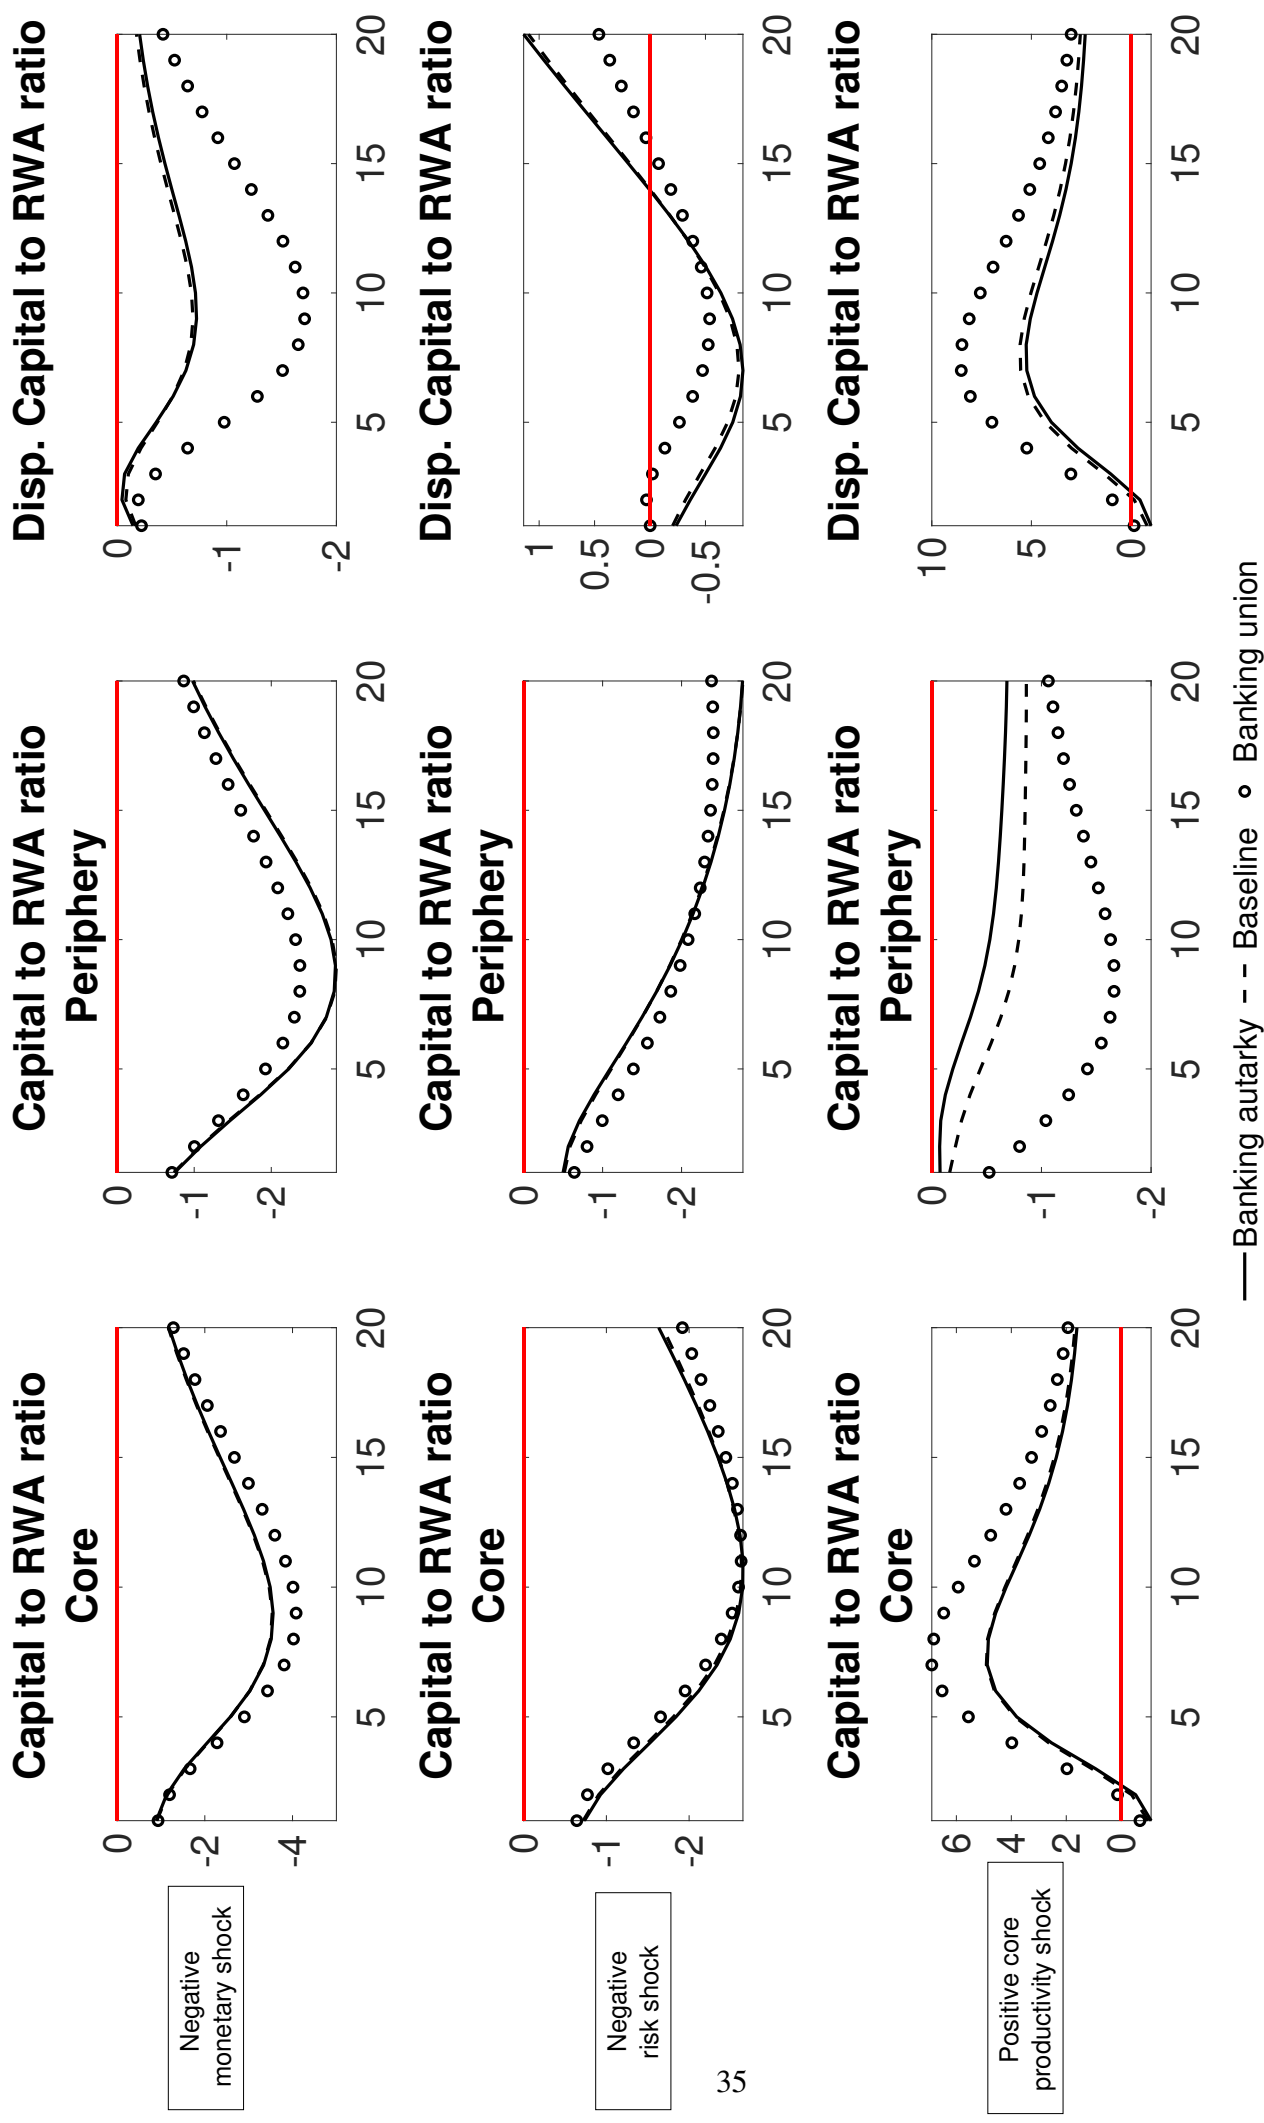 Capital to RWA ratio
Core
0
-2
-4
5
10
15
20
Capital to RWA ratio
Periphery
0
-1
-2
5
10
15
20
Disp. Capital to RWA ratio
0
-1
-2
5
10
15
20
Negative
monetary shock
Capital to RWA ratio
Core
0
-1
-2
5
10
15
20
Capital to RWA ratio
Periphery
0
-1
-2
5
10
15
20
Disp. Capital to RWA ratio
1
0.5
0
-0.5
5
10
15
20
Negative
risk shock
Capital to RWA ratio
Core
6
4
2
0
5
10
15
20
Capital to RWA ratio
Periphery
0
-1
-2
5
10
15
20
Disp. Capital to RWA ratio
10
5
0
5
10
15
20
Positive core
productivity shock
Banking autarky
Baseline
Banking union
35